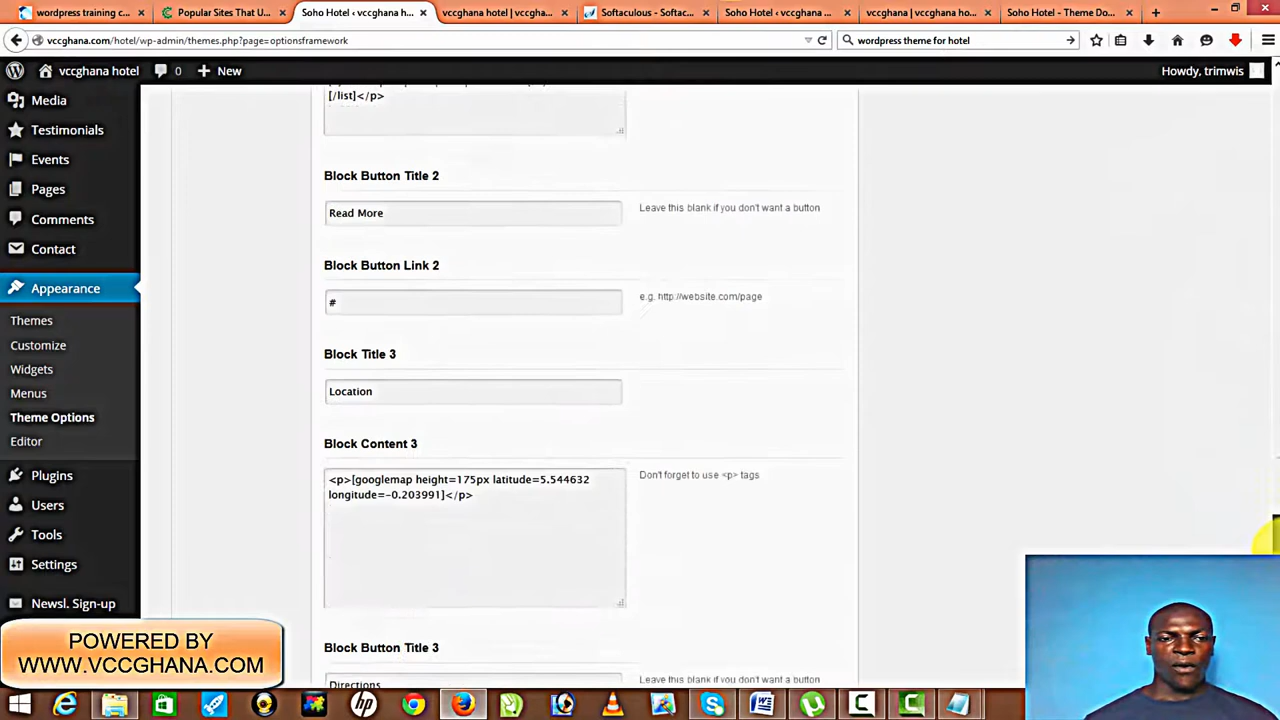 wordpress training c...
Popular Sites That U...
Soho Hotel ‹ vccghana h...
vccghana hotel | vccgha...
Softaculous - Softac...
Soho Hotel ‹ vccghana ...
vccghana | vccghana ho...
Soho Hotel - Theme Do...
vccghana.com/hotel/wp-admin/themes.php?page=optionsframework
wordpress theme for hotel
vccghana hotel
0
New
Howdy, trimwis
Media
Testimonials
Events
Pages
Comments
Contact
Appearance
Themes
Customize
Widgets
Menus
Theme Options
Editor
Plugins
Users
Tools
Settings
Newsl. Sign-up
[/list]</p>
Block Button Title 2
Read More
Leave this blank if you don't want a button
Block Button Link 2
#
e.g. http://website.com/page
Block Title 3
Location
Block Content 3
<p>[googlemap height=175px latitude=5.544632
longitude=-0.203991]</p>
Don't forget to use <p> tags
Block Button Title 3
Directions
Leave this blank if you don't want a button
POWERED BY
WWW.VCCGHANA.COM